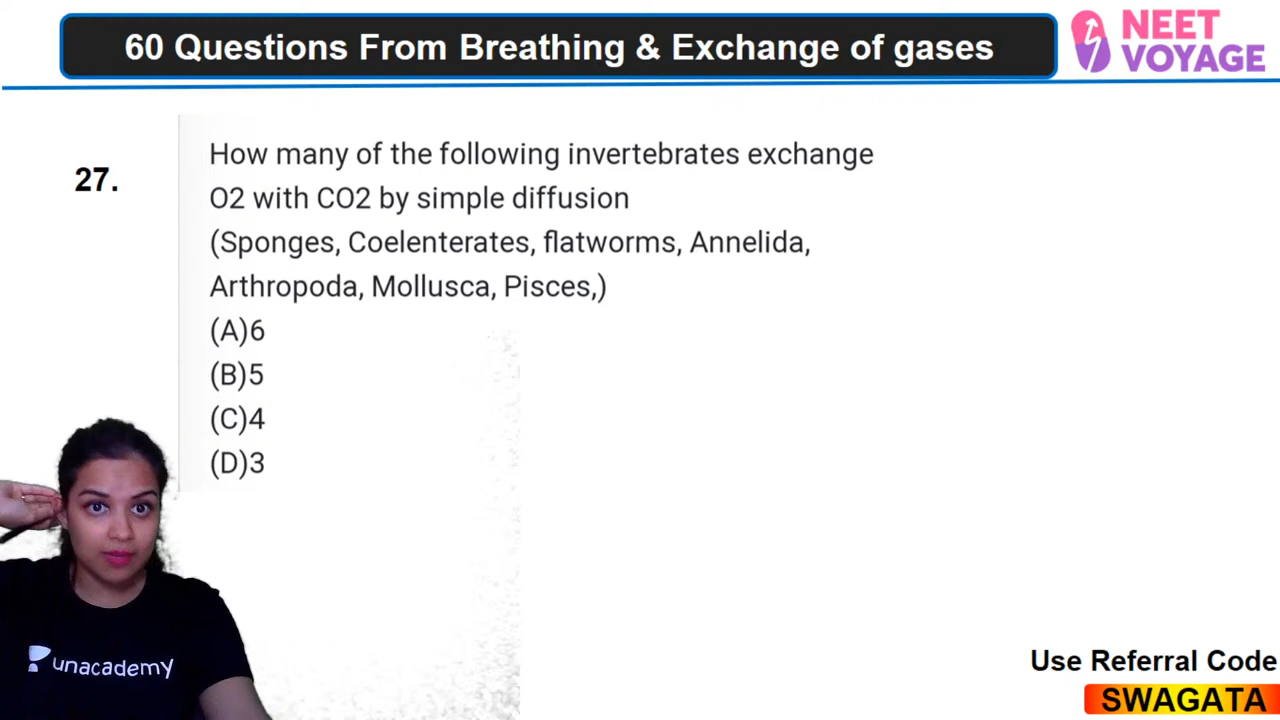 60 Questions From Breathing & Exchange of gases
NEET
VOYAGE
27.
How many of the following invertebrates exchange
O2 with CO2 by simple diffusion
(Sponges, Coelenterates, flatworms, Annelida,
Arthropoda, Mollusca, Pisces,)
(A)6
(B)5
(C)4
(D)3
unacademy
Use Referral Code
SWAGATA